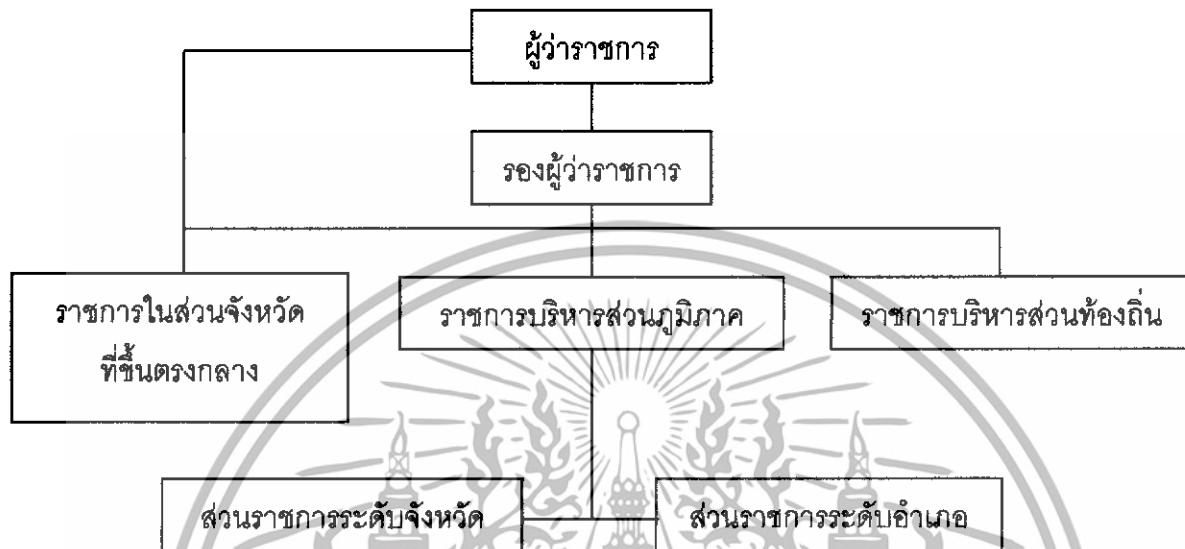 ผู้ว่าราชการ
รองผู้ว่าราชการ
ราชการในส่วนจังหวัด
ที่ขึ้นตรงกลาง
ราชการบริหารส่วนภูมิภาค
ราชการบริหารส่วนท้องถิ่น
ส่วนราชการระดับจังหวัด
ส่วนราชการระดับอำเภอ